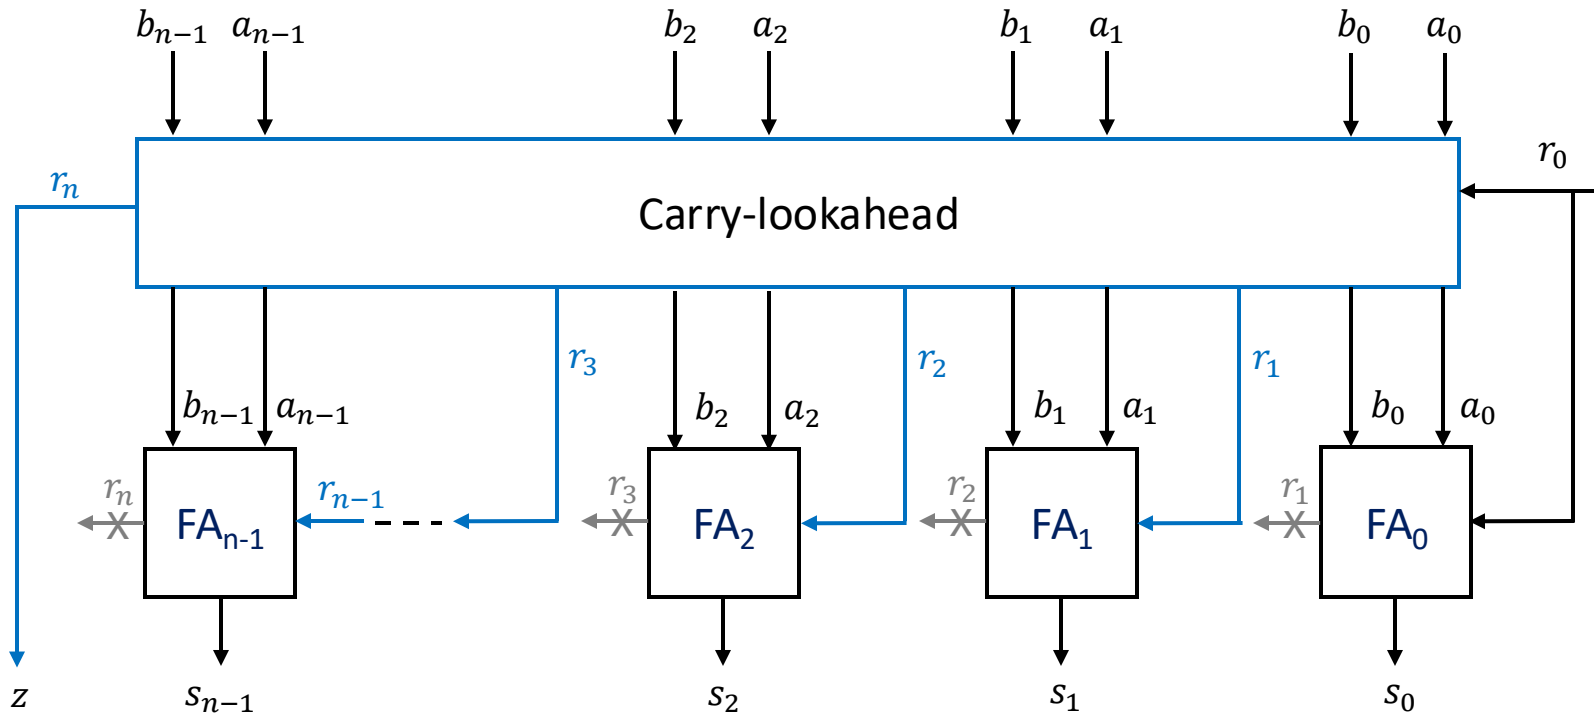 b_{n−1} a_{n−1} b_2 a_2 b_1 a_1 b_0 a_0
r_0
r_n
Carry-lookahead
r_3 r_2 r_1
b_{n−1} a_{n−1} b_2 a_2 b_1 a_1 b_0 a_0
r_n r_{n−1} r_3 r_2 r_1
FA_{n-1} FA_2 FA_1 FA_0
z s_{n−1} s_2 s_1 s_0